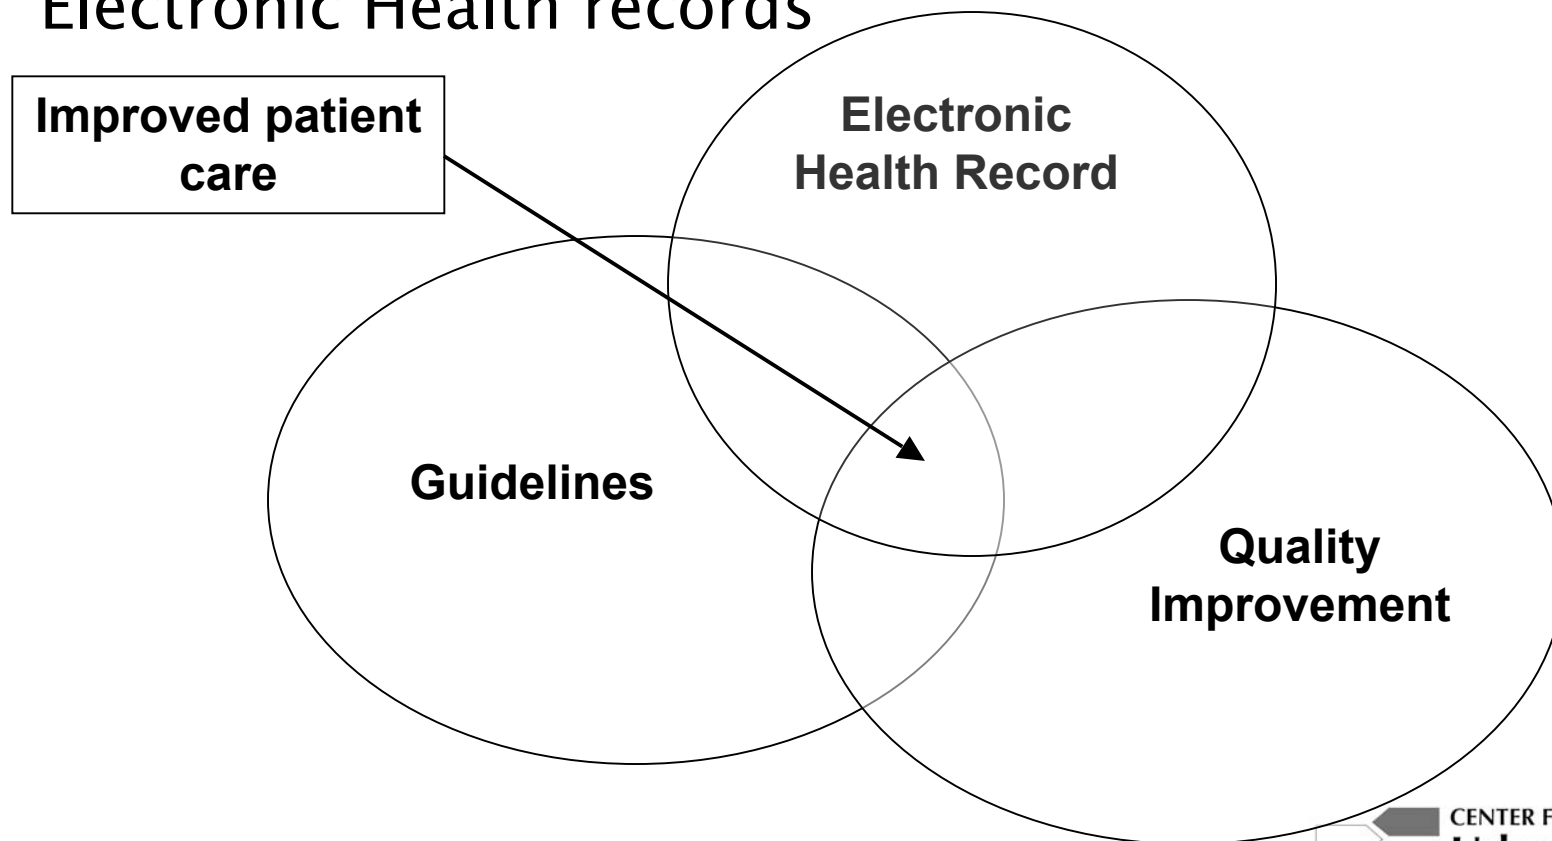 Electronic Health records
Improved patient
care
Electronic
Health Record
Guidelines
Quality
Improvement
CENTER